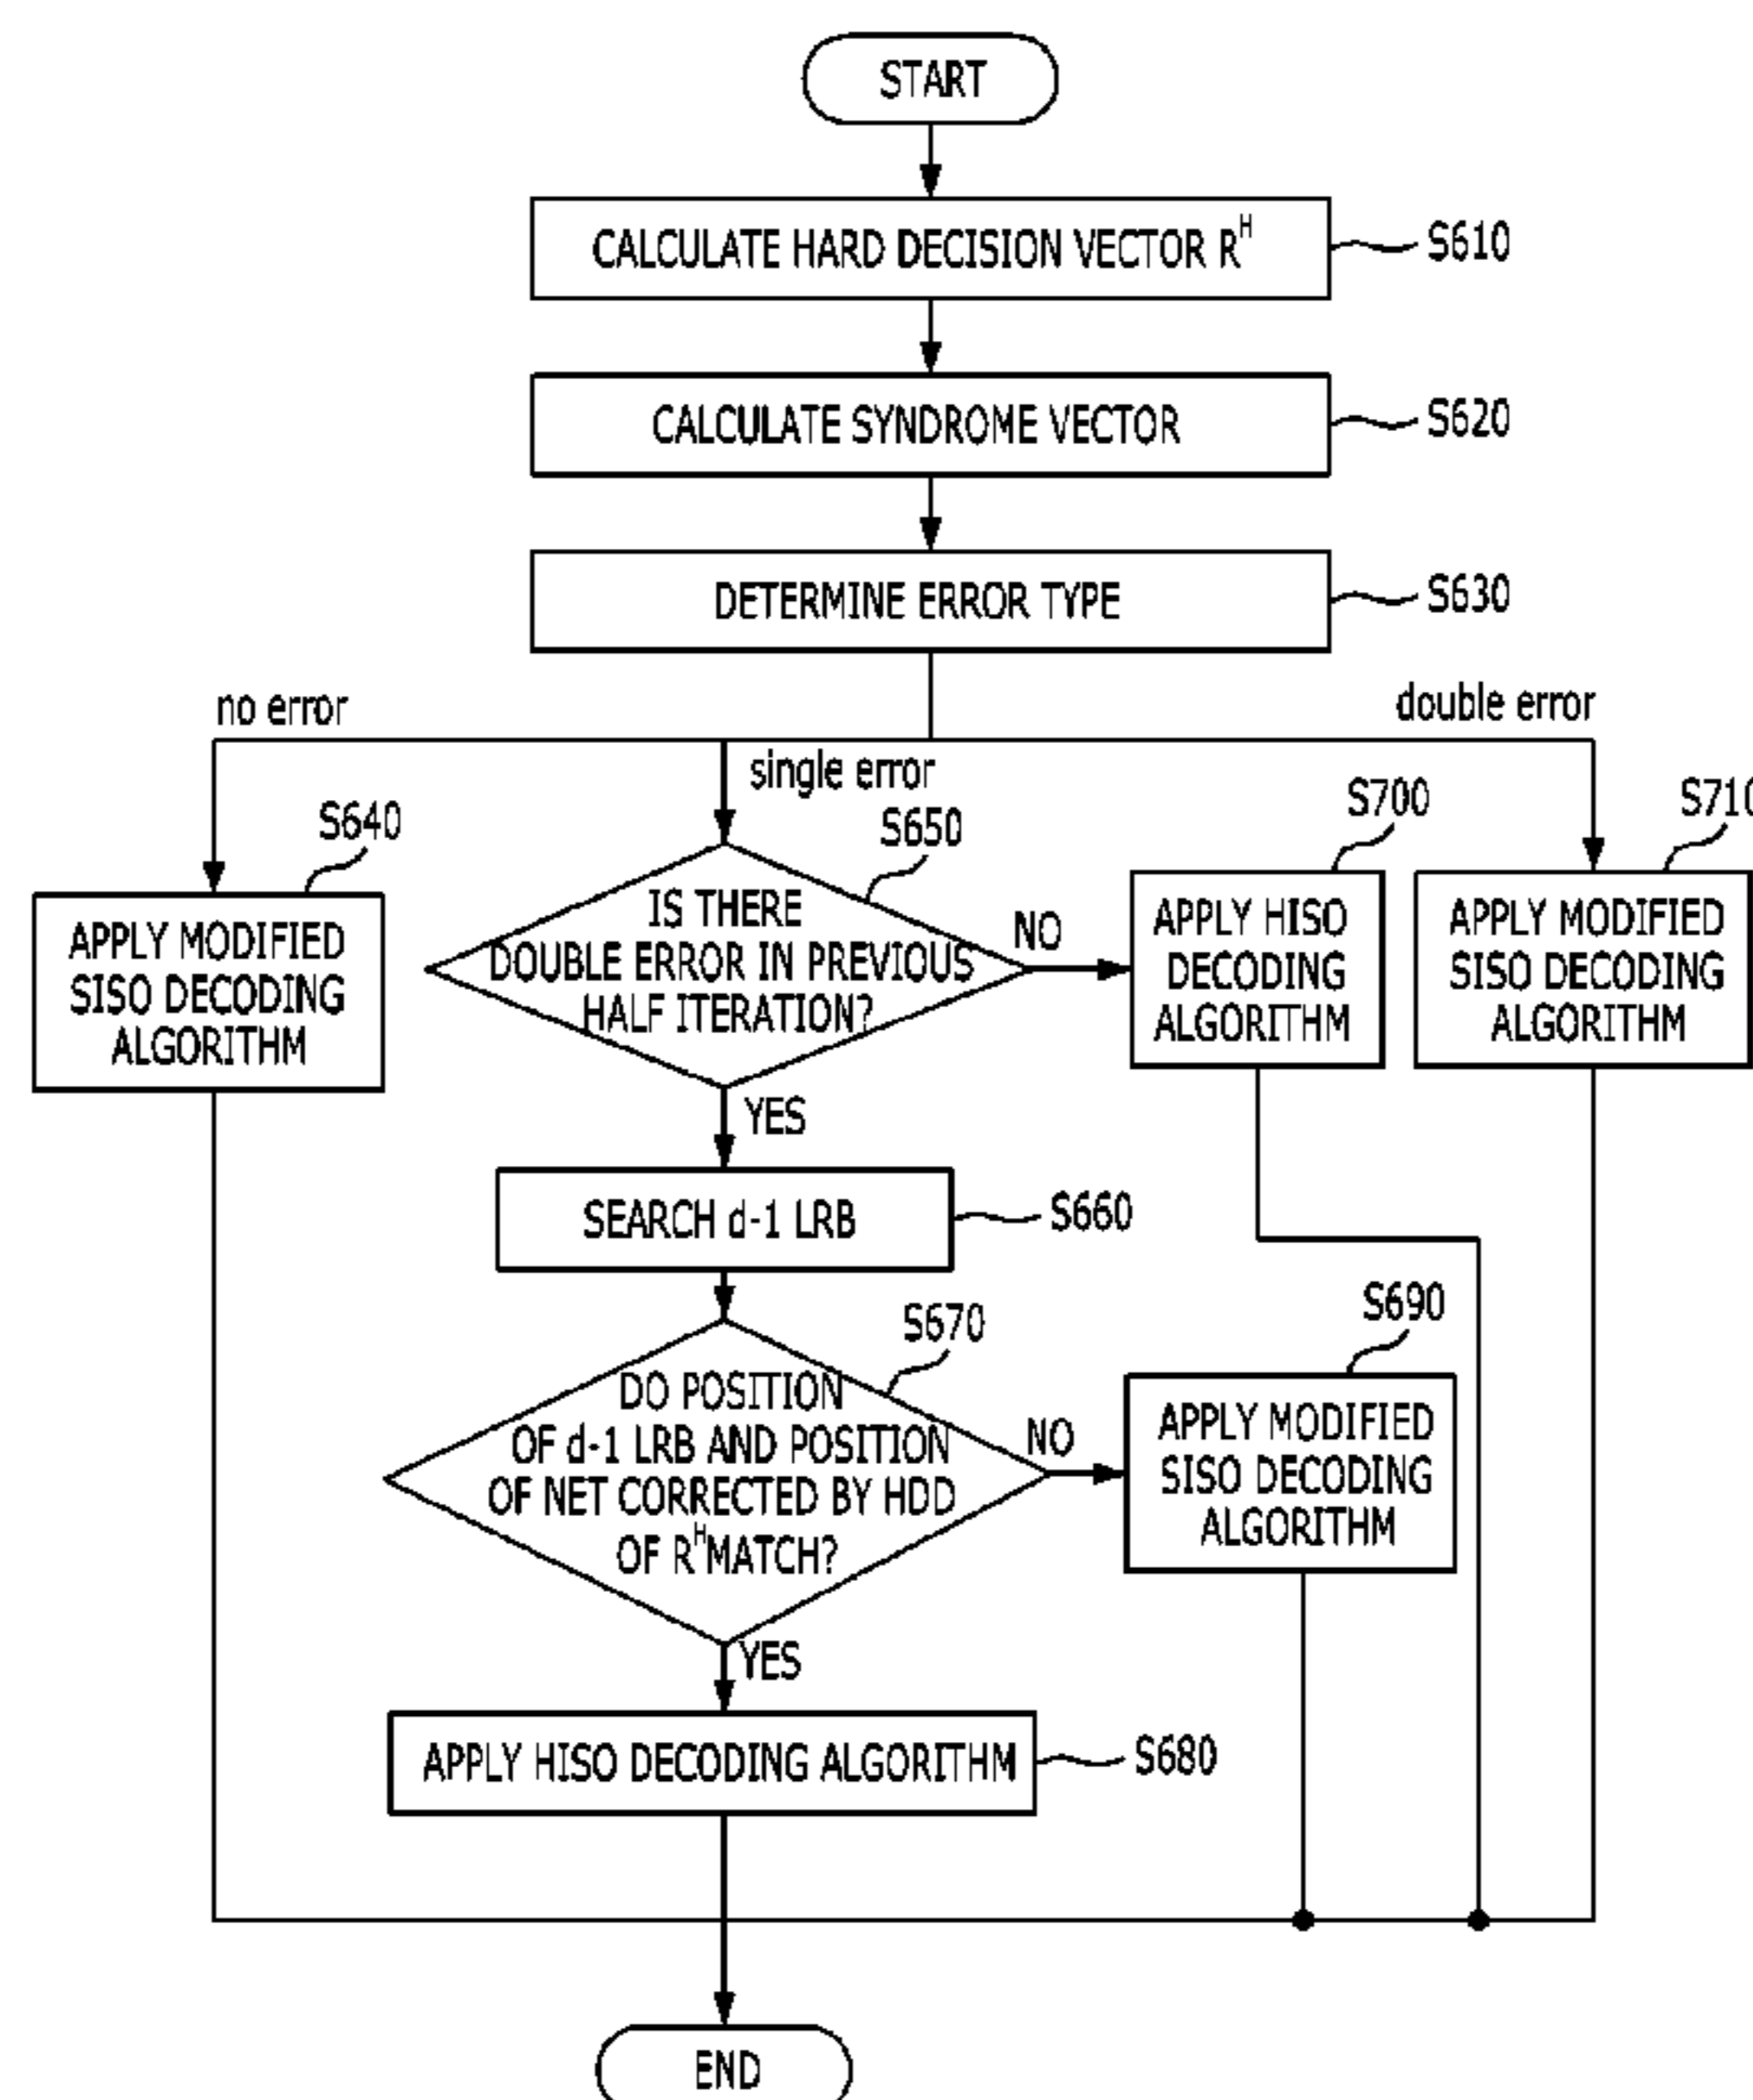 START
CALCULATE HARD DECISION VECTOR R^H
S610
CALCULATE SYNDROME VECTOR
S620
DETERMINE ERROR TYPE
S630
no error
single error
double error
S640
APPLY MODIFIED
SISO DECODING
ALGORITHM
S650
IS THERE
DOUBLE ERROR IN PREVIOUS
HALF ITERATION?
NO
S700
APPLY HISO
DECODING
ALGORITHM
S710
APPLY MODIFIED
SISO DECODING
ALGORITHM
YES
SEARCH d-1 LRB
S660
S670
DO POSITION
OF d-1 LRB AND POSITION
OF NET CORRECTED BY HDD
OF R^H MATCH?
NO
S690
APPLY MODIFIED
SISO DECODING
ALGORITHM
YES
APPLY HISO DECODING ALGORITHM
S680
END